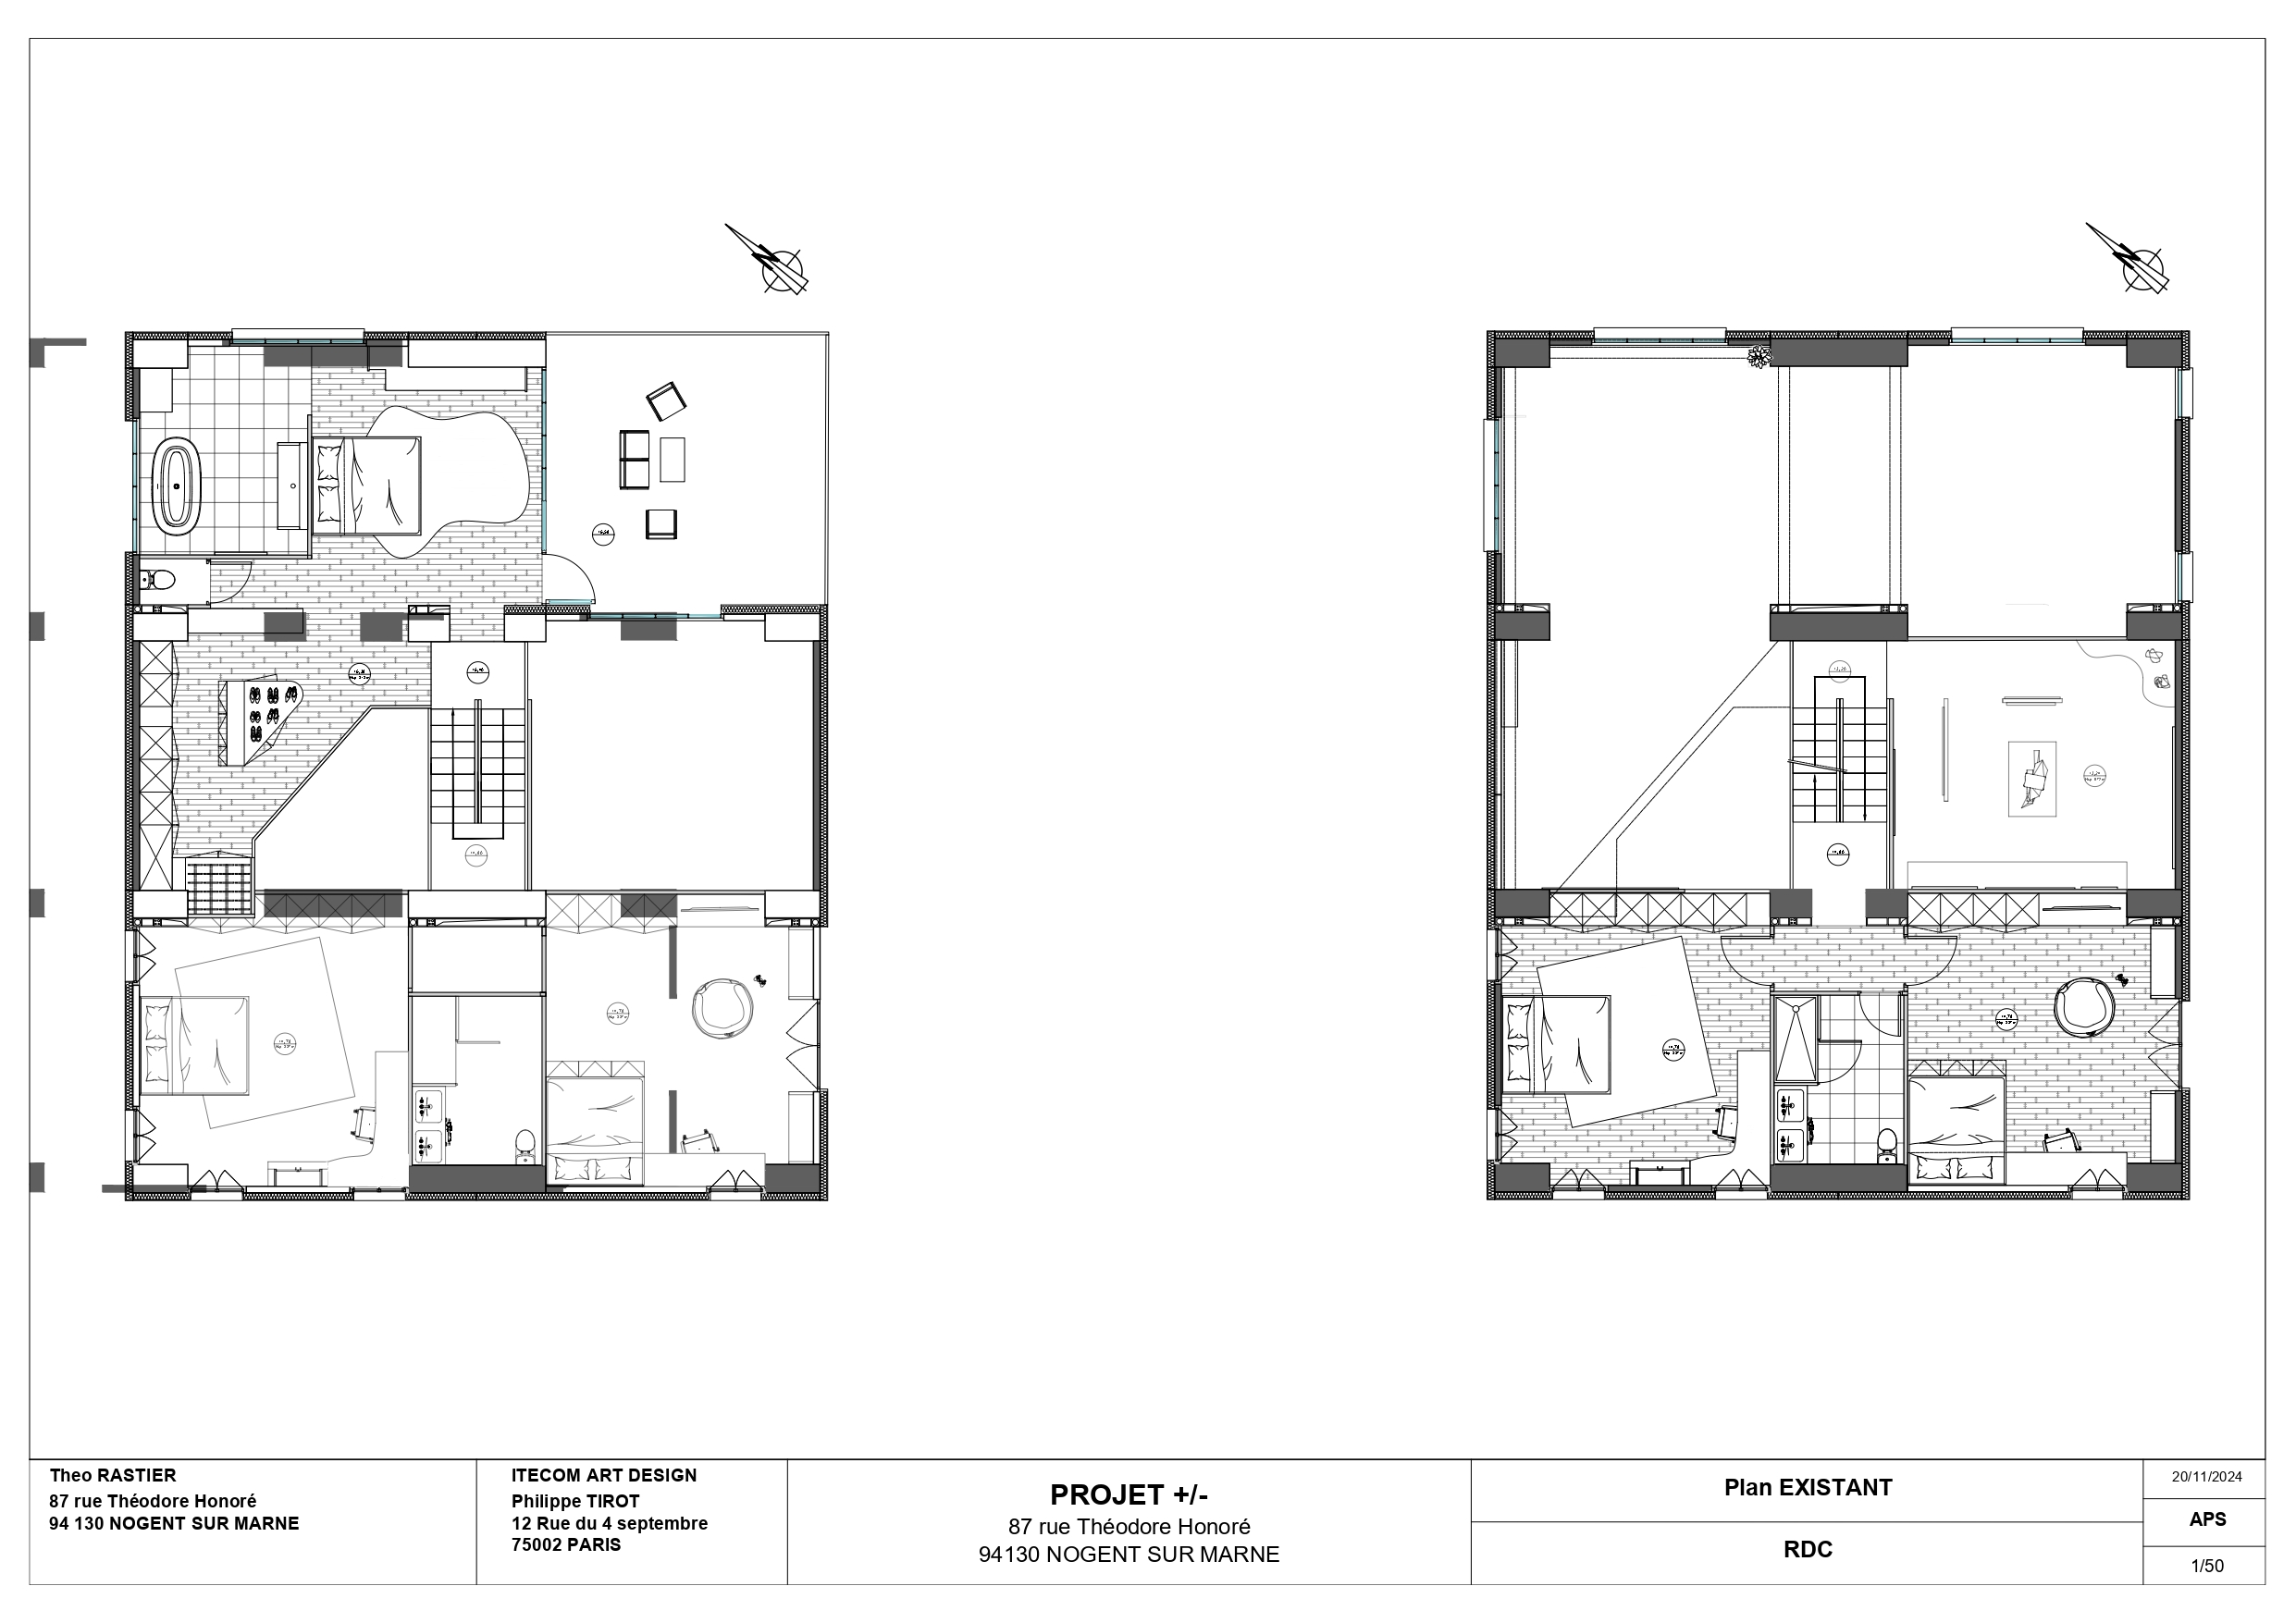 Theo RASTIER
87 rue Théodore Honoré
94 130 NOGENT SUR MARNE
ITECOM ART DESIGN
Philippe TIROT
12 Rue du 4 septembre
75002 PARIS
PROJET +/-
87 rue Théodore Honoré
94130 NOGENT SUR MARNE
Plan EXISTANT
RDC
20/11/2024
APS
1/50